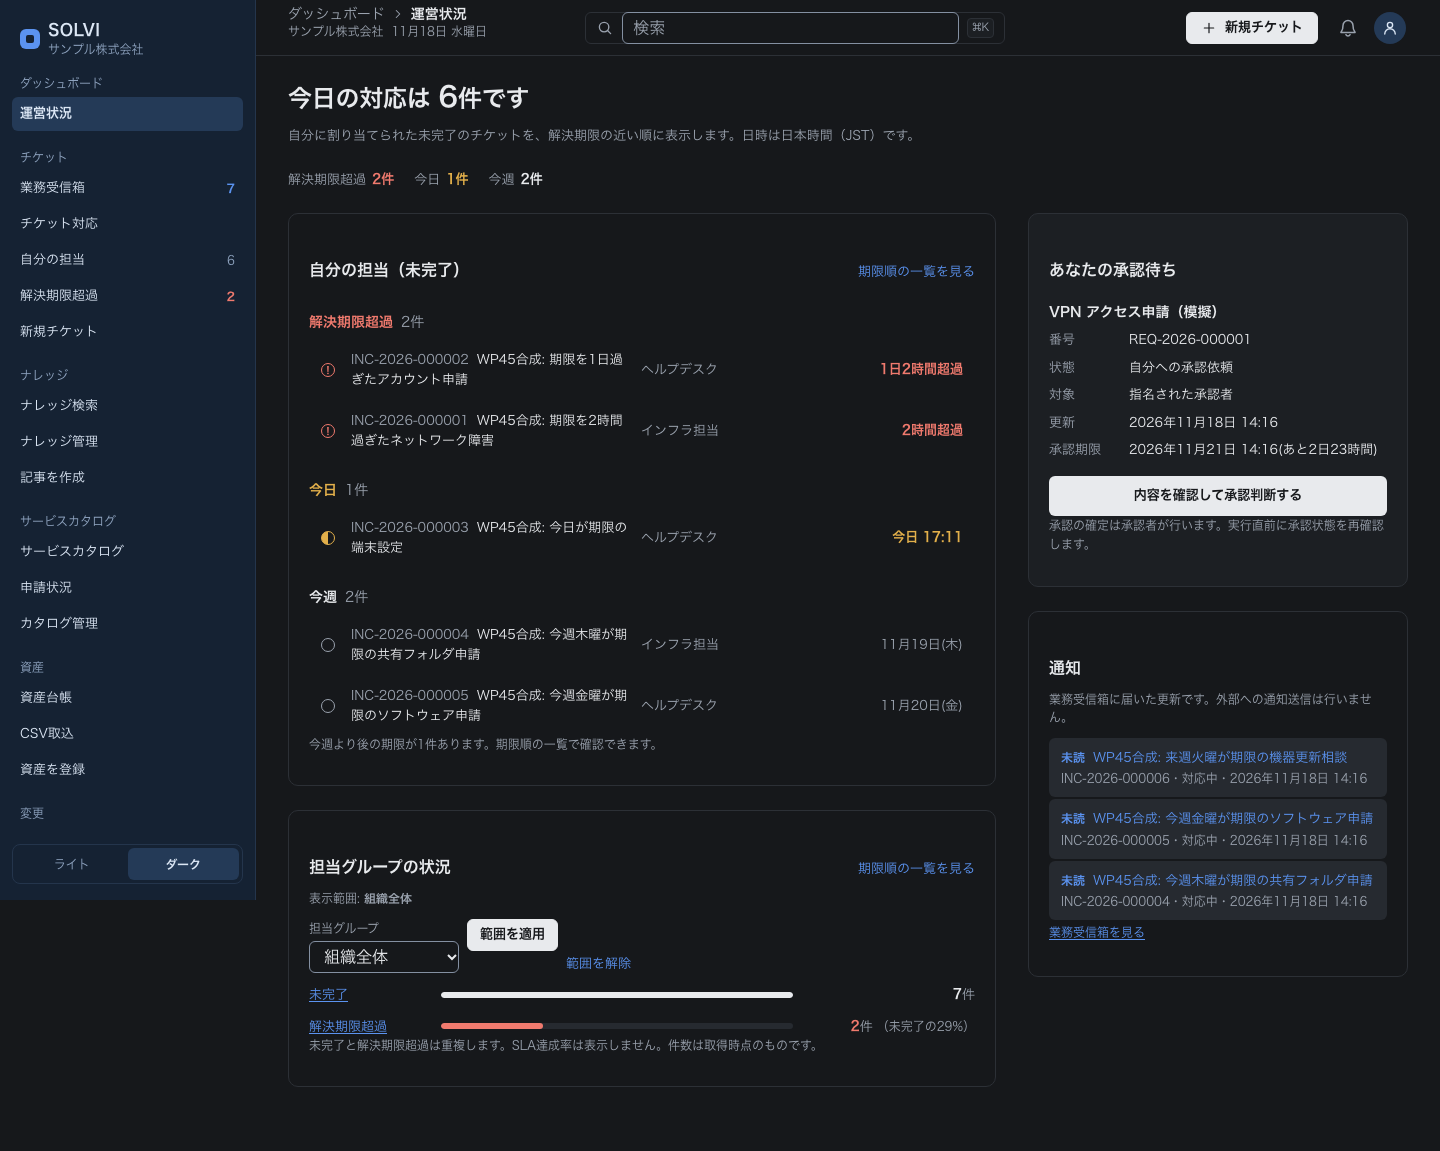 SOLVI
サンプル株式会社
ダッシュボード
運営状況
チケット
業務受信箱 7
チケット対応
自分の担当 6
解決期限超過 2
新規チケット
ナレッジ
ナレッジ検索
ナレッジ管理
記事を作成
サービスカタログ
サービスカタログ
申請状況
カタログ管理
資産
資産台帳
CSV取込
資産を登録
変更
ライト ダーク
ダッシュボード > 運営状況
サンプル株式会社 11月18日 水曜日
検索 ⌘K
+ 新規チケット
今日の対応は 6件です
自分に割り当てられた未完了のチケットを、解決期限の近い順に表示します。日時は日本時間（JST）です。
解決期限超過 2件 今日 1件 今週 2件
自分の担当（未完了） 期限順の一覧を見る
解決期限超過 2件
INC-2026-000002 WP45合成: 期限を1日過
ぎたアカウント申請
ヘルプデスク
1日2時間超過
INC-2026-000001 WP45合成: 期限を2時間
過ぎたネットワーク障害
インフラ担当
2時間超過
今日 1件
INC-2026-000003 WP45合成: 今日が期限の
端末設定
ヘルプデスク
今日 17:11
今週 2件
INC-2026-000004 WP45合成: 今週木曜が期
限の共有フォルダ申請
インフラ担当
11月19日(木)
INC-2026-000005 WP45合成: 今週金曜が期
限のソフトウェア申請
ヘルプデスク
11月20日(金)
今週より後の期限が1件あります。期限順の一覧で確認できます。
担当グループの状況 期限順の一覧を見る
表示範囲: 組織全体
担当グループ
組織全体 範囲を適用 範囲を解除
未完了 7件
解決期限超過 2件 （未完了の29%）
未完了と解決期限超過は重複します。SLA達成率は表示しません。件数は取得時点のものです。
あなたの承認待ち
VPN アクセス申請（模擬）
番号 REQ-2026-000001
状態 自分への承認依頼
対象 指名された承認者
更新 2026年11月18日 14:16
承認期限 2026年11月21日 14:16(あと2日23時間)
内容を確認して承認判断する
承認の確定は承認者が行います。実行直前に承認状態を再確認
します。
通知
業務受信箱に届いた更新です。外部への通知送信は行いませ
ん。
未読 WP45合成: 来週火曜が期限の機器更新相談
INC-2026-000006・対応中・2026年11月18日 14:16
未読 WP45合成: 今週金曜が期限のソフトウェア申請
INC-2026-000005・対応中・2026年11月18日 14:16
未読 WP45合成: 今週木曜が期限の共有フォルダ申請
INC-2026-000004・対応中・2026年11月18日 14:16
業務受信箱を見る